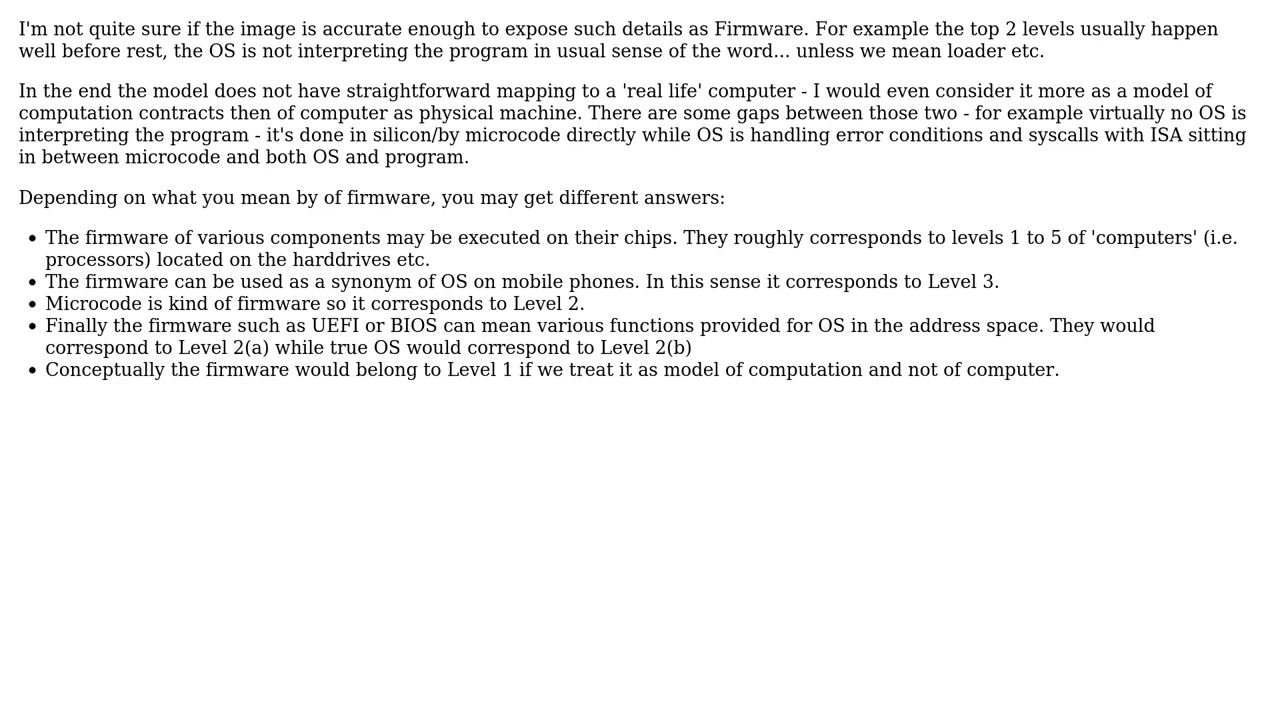 I'm not quite sure if the image is accurate enough to expose such details as Firmware. For example the top 2 levels usually happen
well before rest, the OS is not interpreting the program in usual sense of the word... unless we mean loader etc.
In the end the model does not have straightforward mapping to a 'real life' computer - I would even consider it more as a model of
computation contracts then of computer as physical machine. There are some gaps between those two - for example virtually no OS is
interpreting the program - it's done in silicon/by microcode directly while OS is handling error conditions and syscalls with ISA sitting
in between microcode and both OS and program.
Depending on what you mean by of firmware, you may get different answers:
• The firmware of various components may be executed on their chips. They roughly corresponds to levels 1 to 5 of 'computers' (i.e.
processors) located on the harddrives etc.
• The firmware can be used as a synonym of OS on mobile phones. In this sense it corresponds to Level 3.
• Microcode is kind of firmware so it corresponds to Level 2.
• Finally the firmware such as UEFI or BIOS can mean various functions provided for OS in the address space. They would
correspond to Level 2(a) while true OS would correspond to Level 2(b)
• Conceptually the firmware would belong to Level 1 if we treat it as model of computation and not of computer.